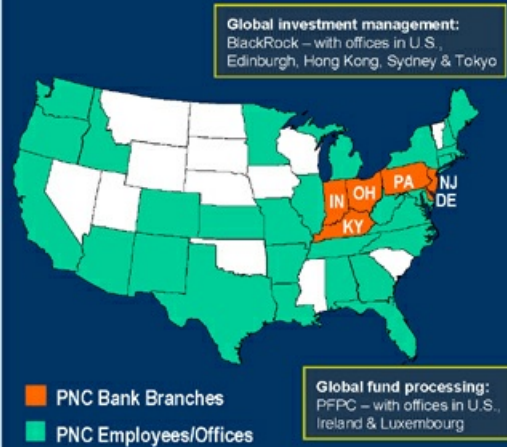 Global investment management:
BlackRock – with offices in U.S.,
Edinburgh, Hong Kong, Sydney & Tokyo
IN
OH
PA
NJ
DE
KY
PNC Bank Branches
PNC Employees/Offices
Global fund processing:
PFPC – with offices in U.S.,
Ireland & Luxembourg